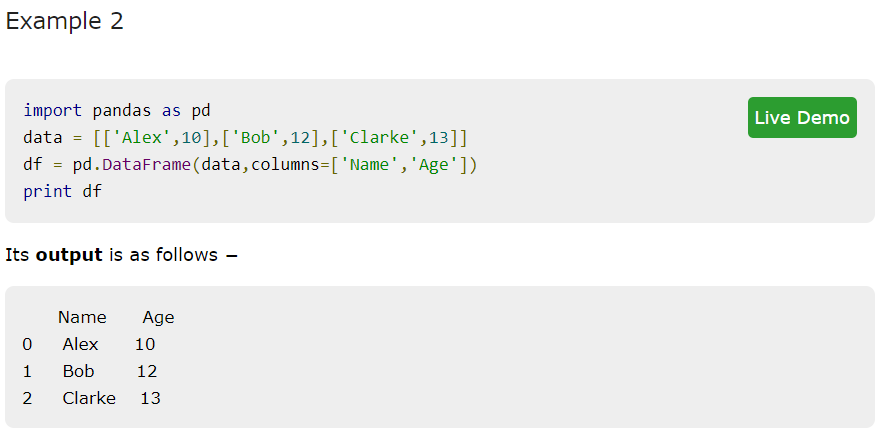 Example 2
import pandas as pd
Live Demo
data = [['Alex',10],['Bob',12],['Clarke',13]]
df = pd.DataFrame(data,columns=['Name','Age'])
print df
Its output is as follows −
Name Age
0 Alex 10
1 Bob 12
2 Clarke 13